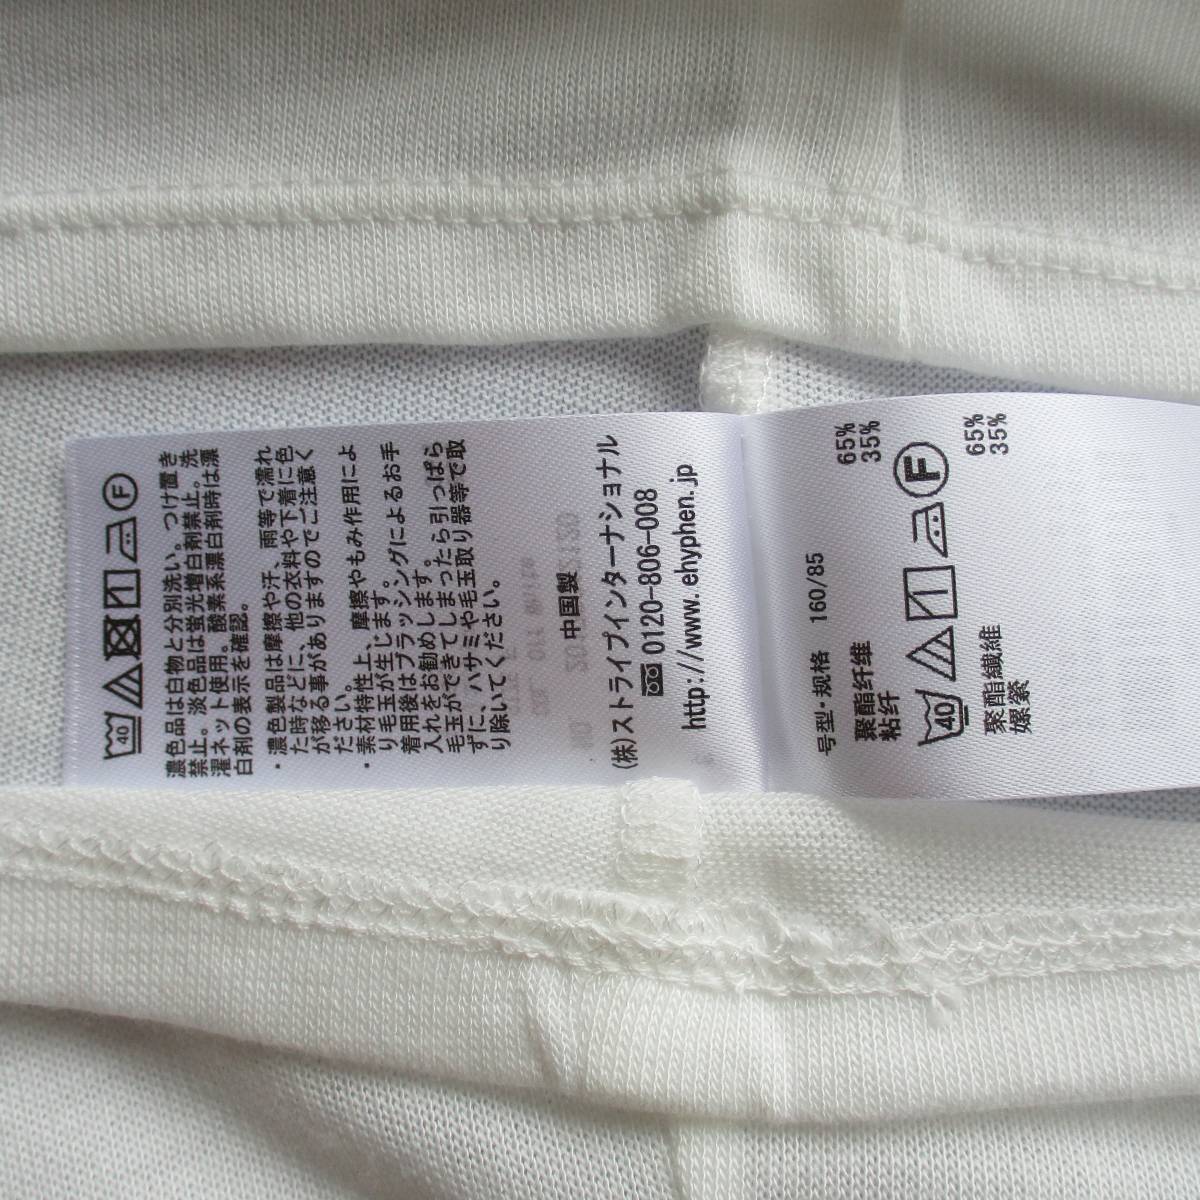 40 F
濃色品は白物と分別洗い。つけ置き
禁止。淡色品は蛍光増白剤禁止。洗
濯ネット使用。酸素系漂白剤時は漂
白剤の表示を確認。
・濃色製品は摩擦や汗、雨等で濡れ
た時などに、他の衣料や下着に色
が移る事がありますのでご注意く
ださい。
・素材特性上、摩擦やもみ作用によ
り毛玉が生じます。
着用後はブラッシングによるお手
入れをお勧めします。
毛玉ができてしまったら引っぱら
ずに、ハサミや毛玉取り器等で取
り除いてください。
中国製
(株)ストライプインターナショナル
0120-806-008
http://www.ehyphen.jp
号型·规格 160/85
聚酯纤维 65%
粘纤 35%
40 F
聚酯纖維 65%
嫘縈 35%